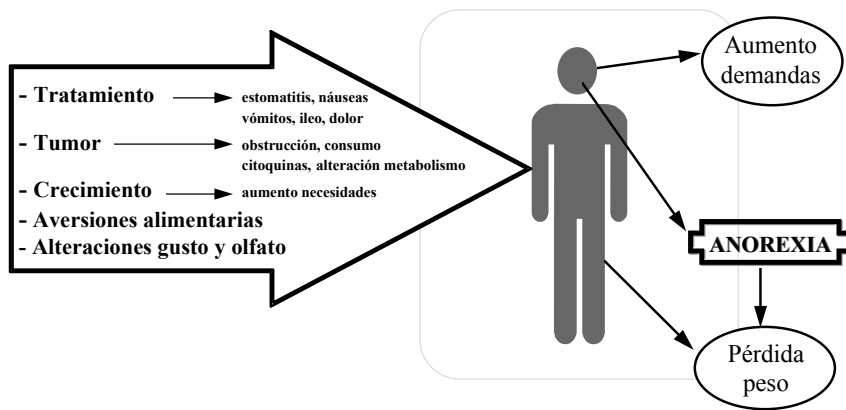 - Tratamiento
estomatitis, náuseas
vómitos, ileo, dolor
- Tumor
obstrucción, consumo
citoquinas, alteración metabolismo
- Crecimiento
aumento necesidades
- Aversiones alimentarias
- Alteraciones gusto y olfato
Aumento
demandas
ANOREXIA
Pérdida
peso